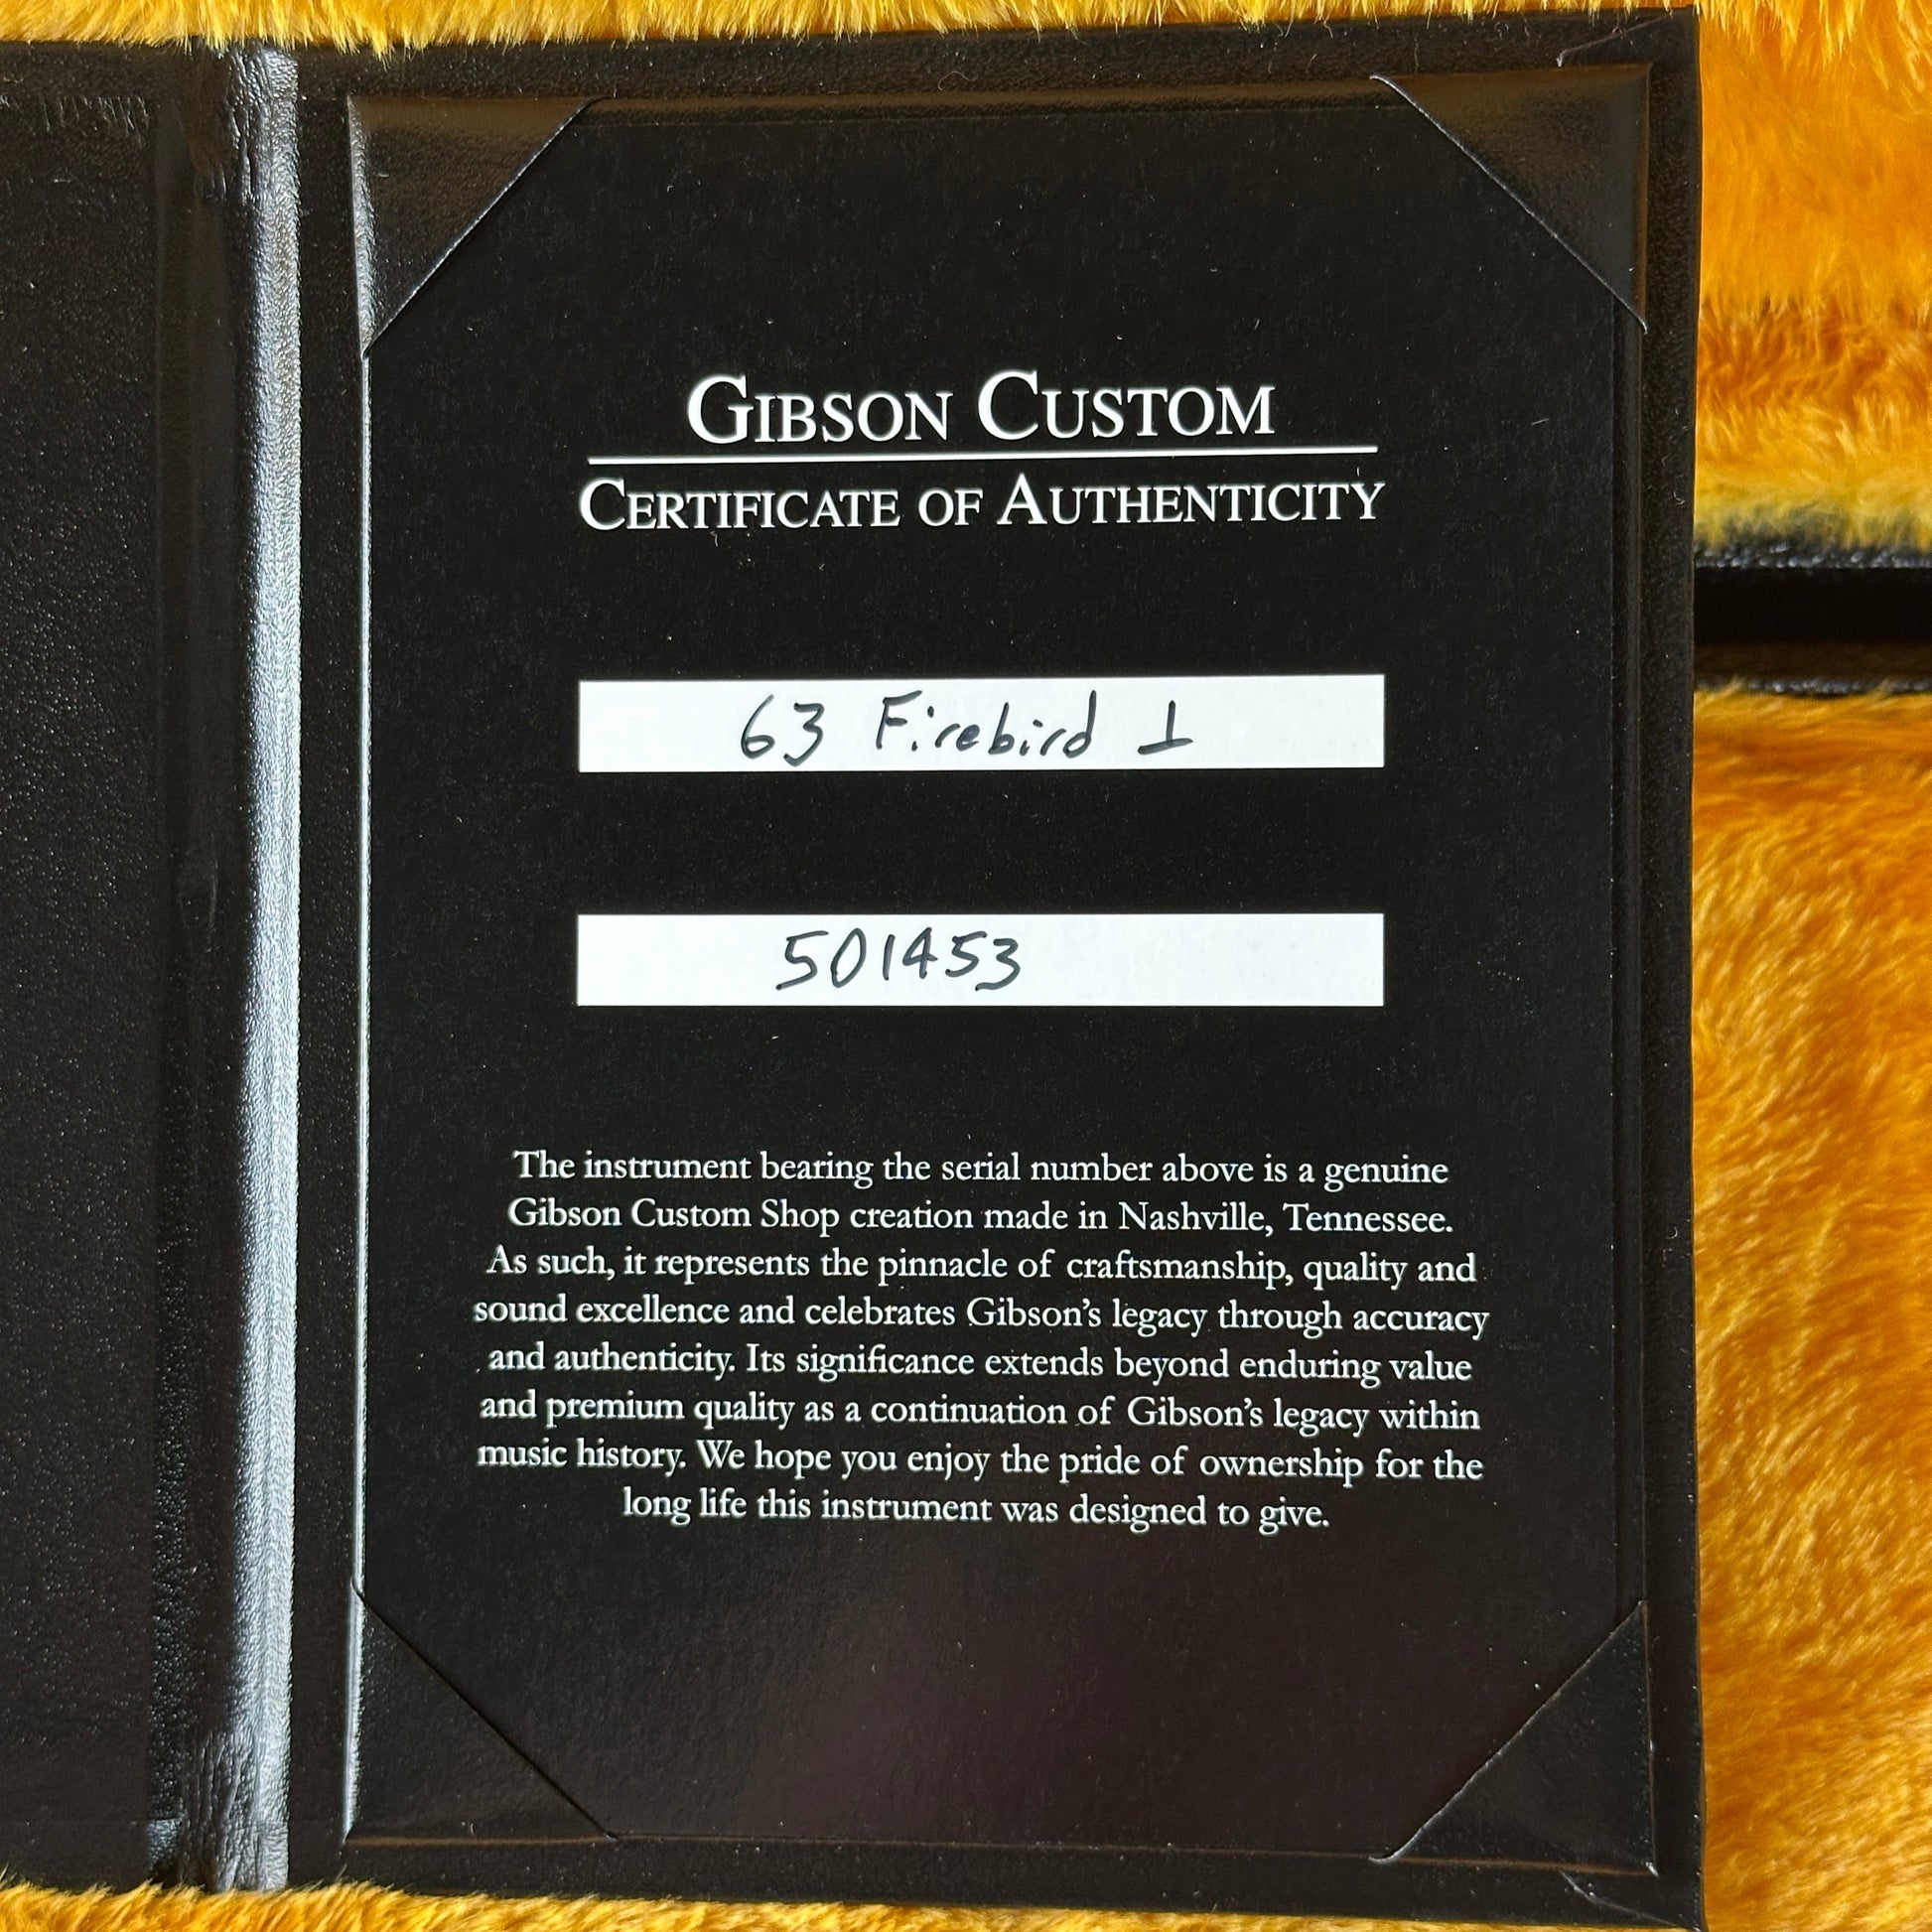 GIBSON CUSTOM
CERTIFICATE OF AUTHENTICITY
63 Firebird 1
501453
The instrument bearing the serial number above is a genuine
Gibson Custom Shop creation made in Nashville, Tennessee.
As such, it represents the pinnacle of craftsmanship, quality and
sound excellence and celebrates Gibson’s legacy through accuracy
and authenticity. Its significance extends beyond enduring value
and premium quality as a continuation of Gibson’s legacy within
music history. We hope you enjoy the pride of ownership for the
long life this instrument was designed to give.